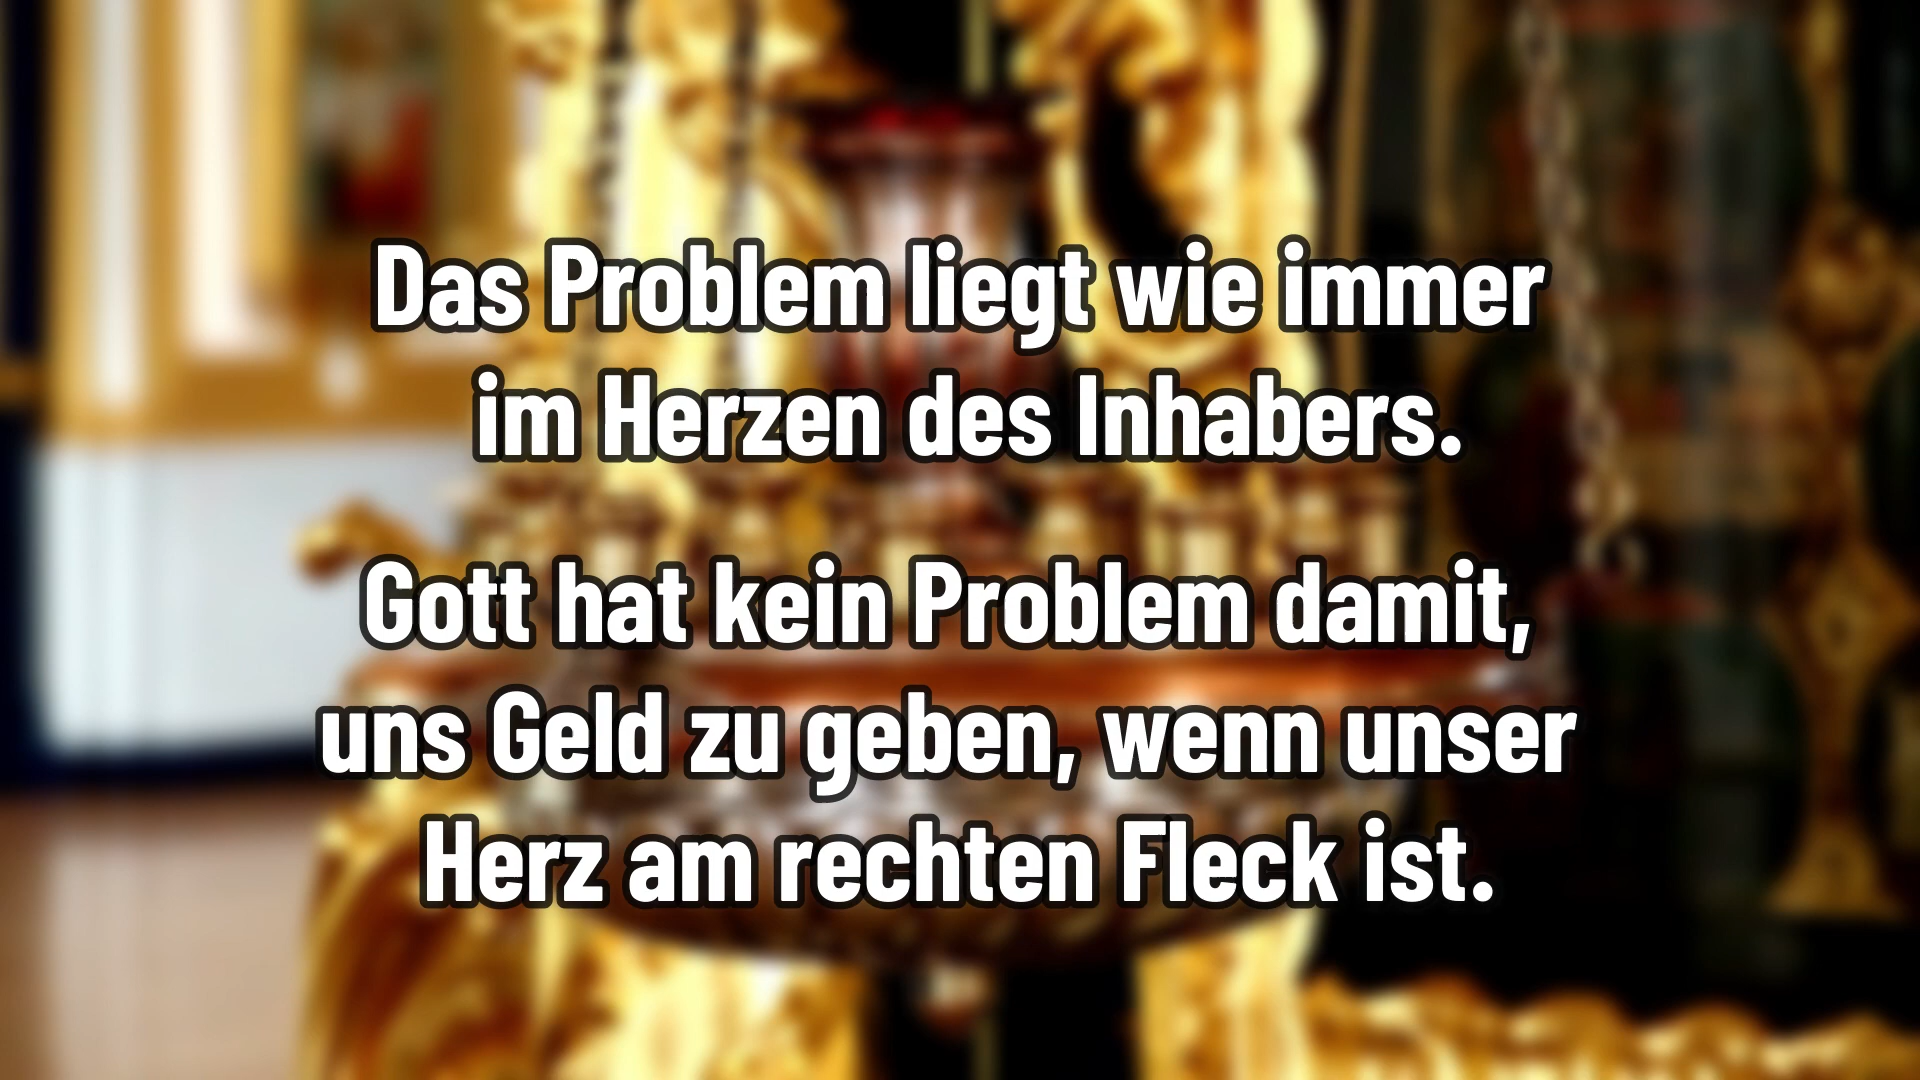 Das Problem liegt wie immer
im Herzen des Inhabers.
Gott hat kein Problem damit,
uns Geld zu geben, wenn unser
Herz am rechten Fleck ist.